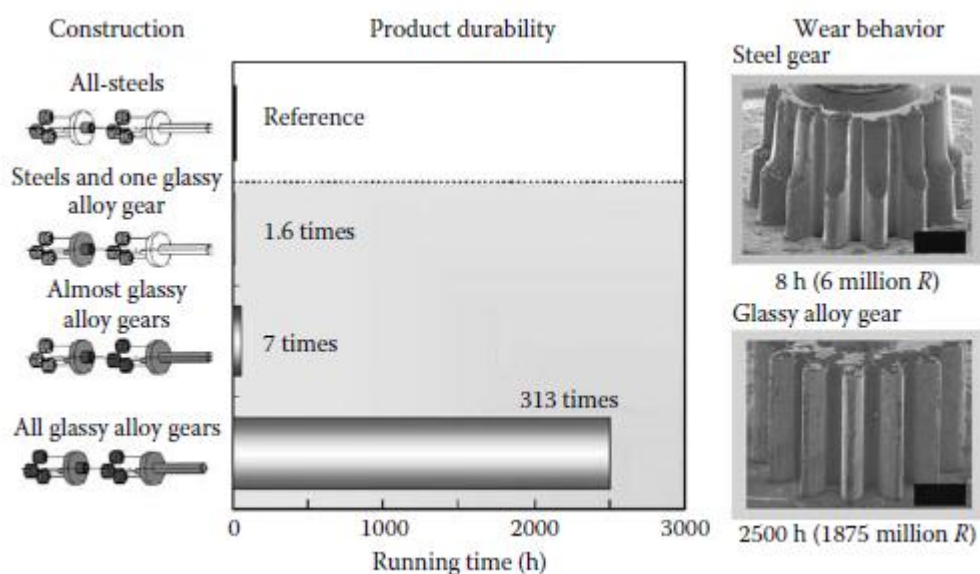 Construction
Product durability
Wear behavior
Steel gear
All-steels
Reference
Steels and one glassy
alloy gear
1.6 times
8 h (6 million R)
Almost glassy
alloy gears
Glassy alloy gear
7 times
313 times
All glassy alloy gears
0
1000
2000
3000
Running time (h)
2500 h (1875 million R)